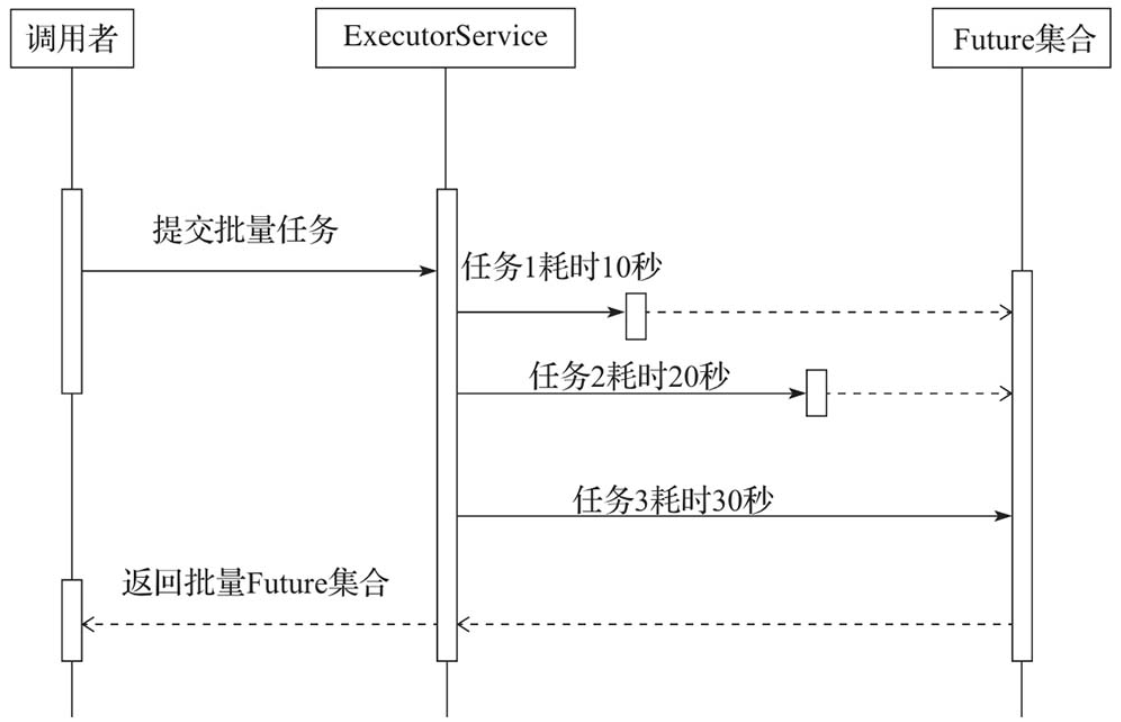 调用者
ExecutorService
Future集合
提交批量任务
任务1耗时10秒
任务2耗时20秒
任务3耗时30秒
返回批量Future集合